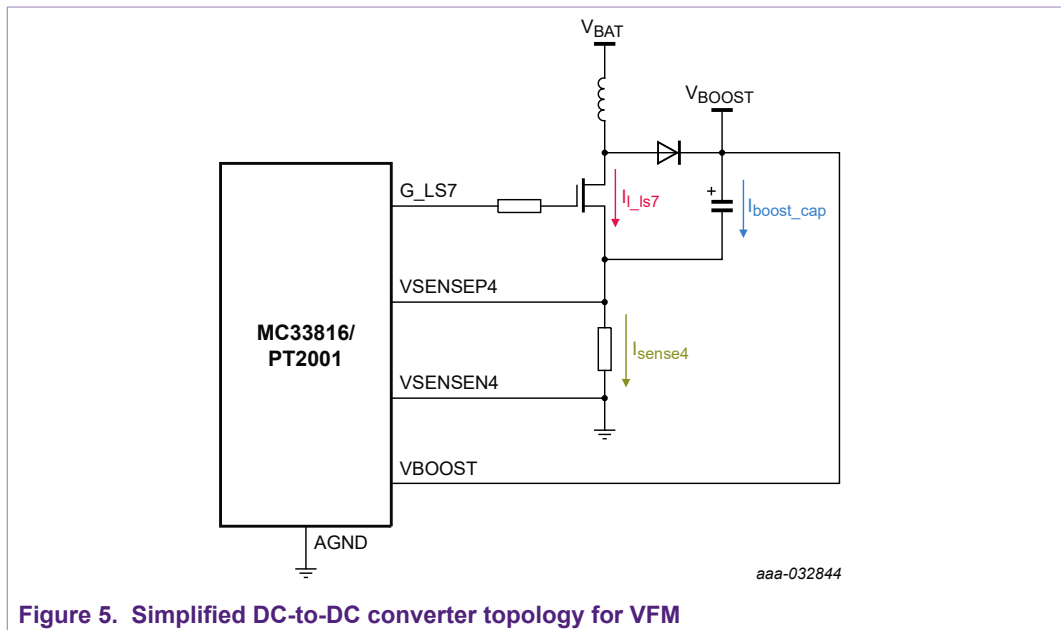 VBAT
VBOOST
G_LS7
Il_ls7
+
Iboost_cap
VSENSEP4
MC33816/
PT2001
Isense4
VSENSEN4
VBOOST
AGND
aaa-032844
Figure 5. Simplified DC-to-DC converter topology for VFM